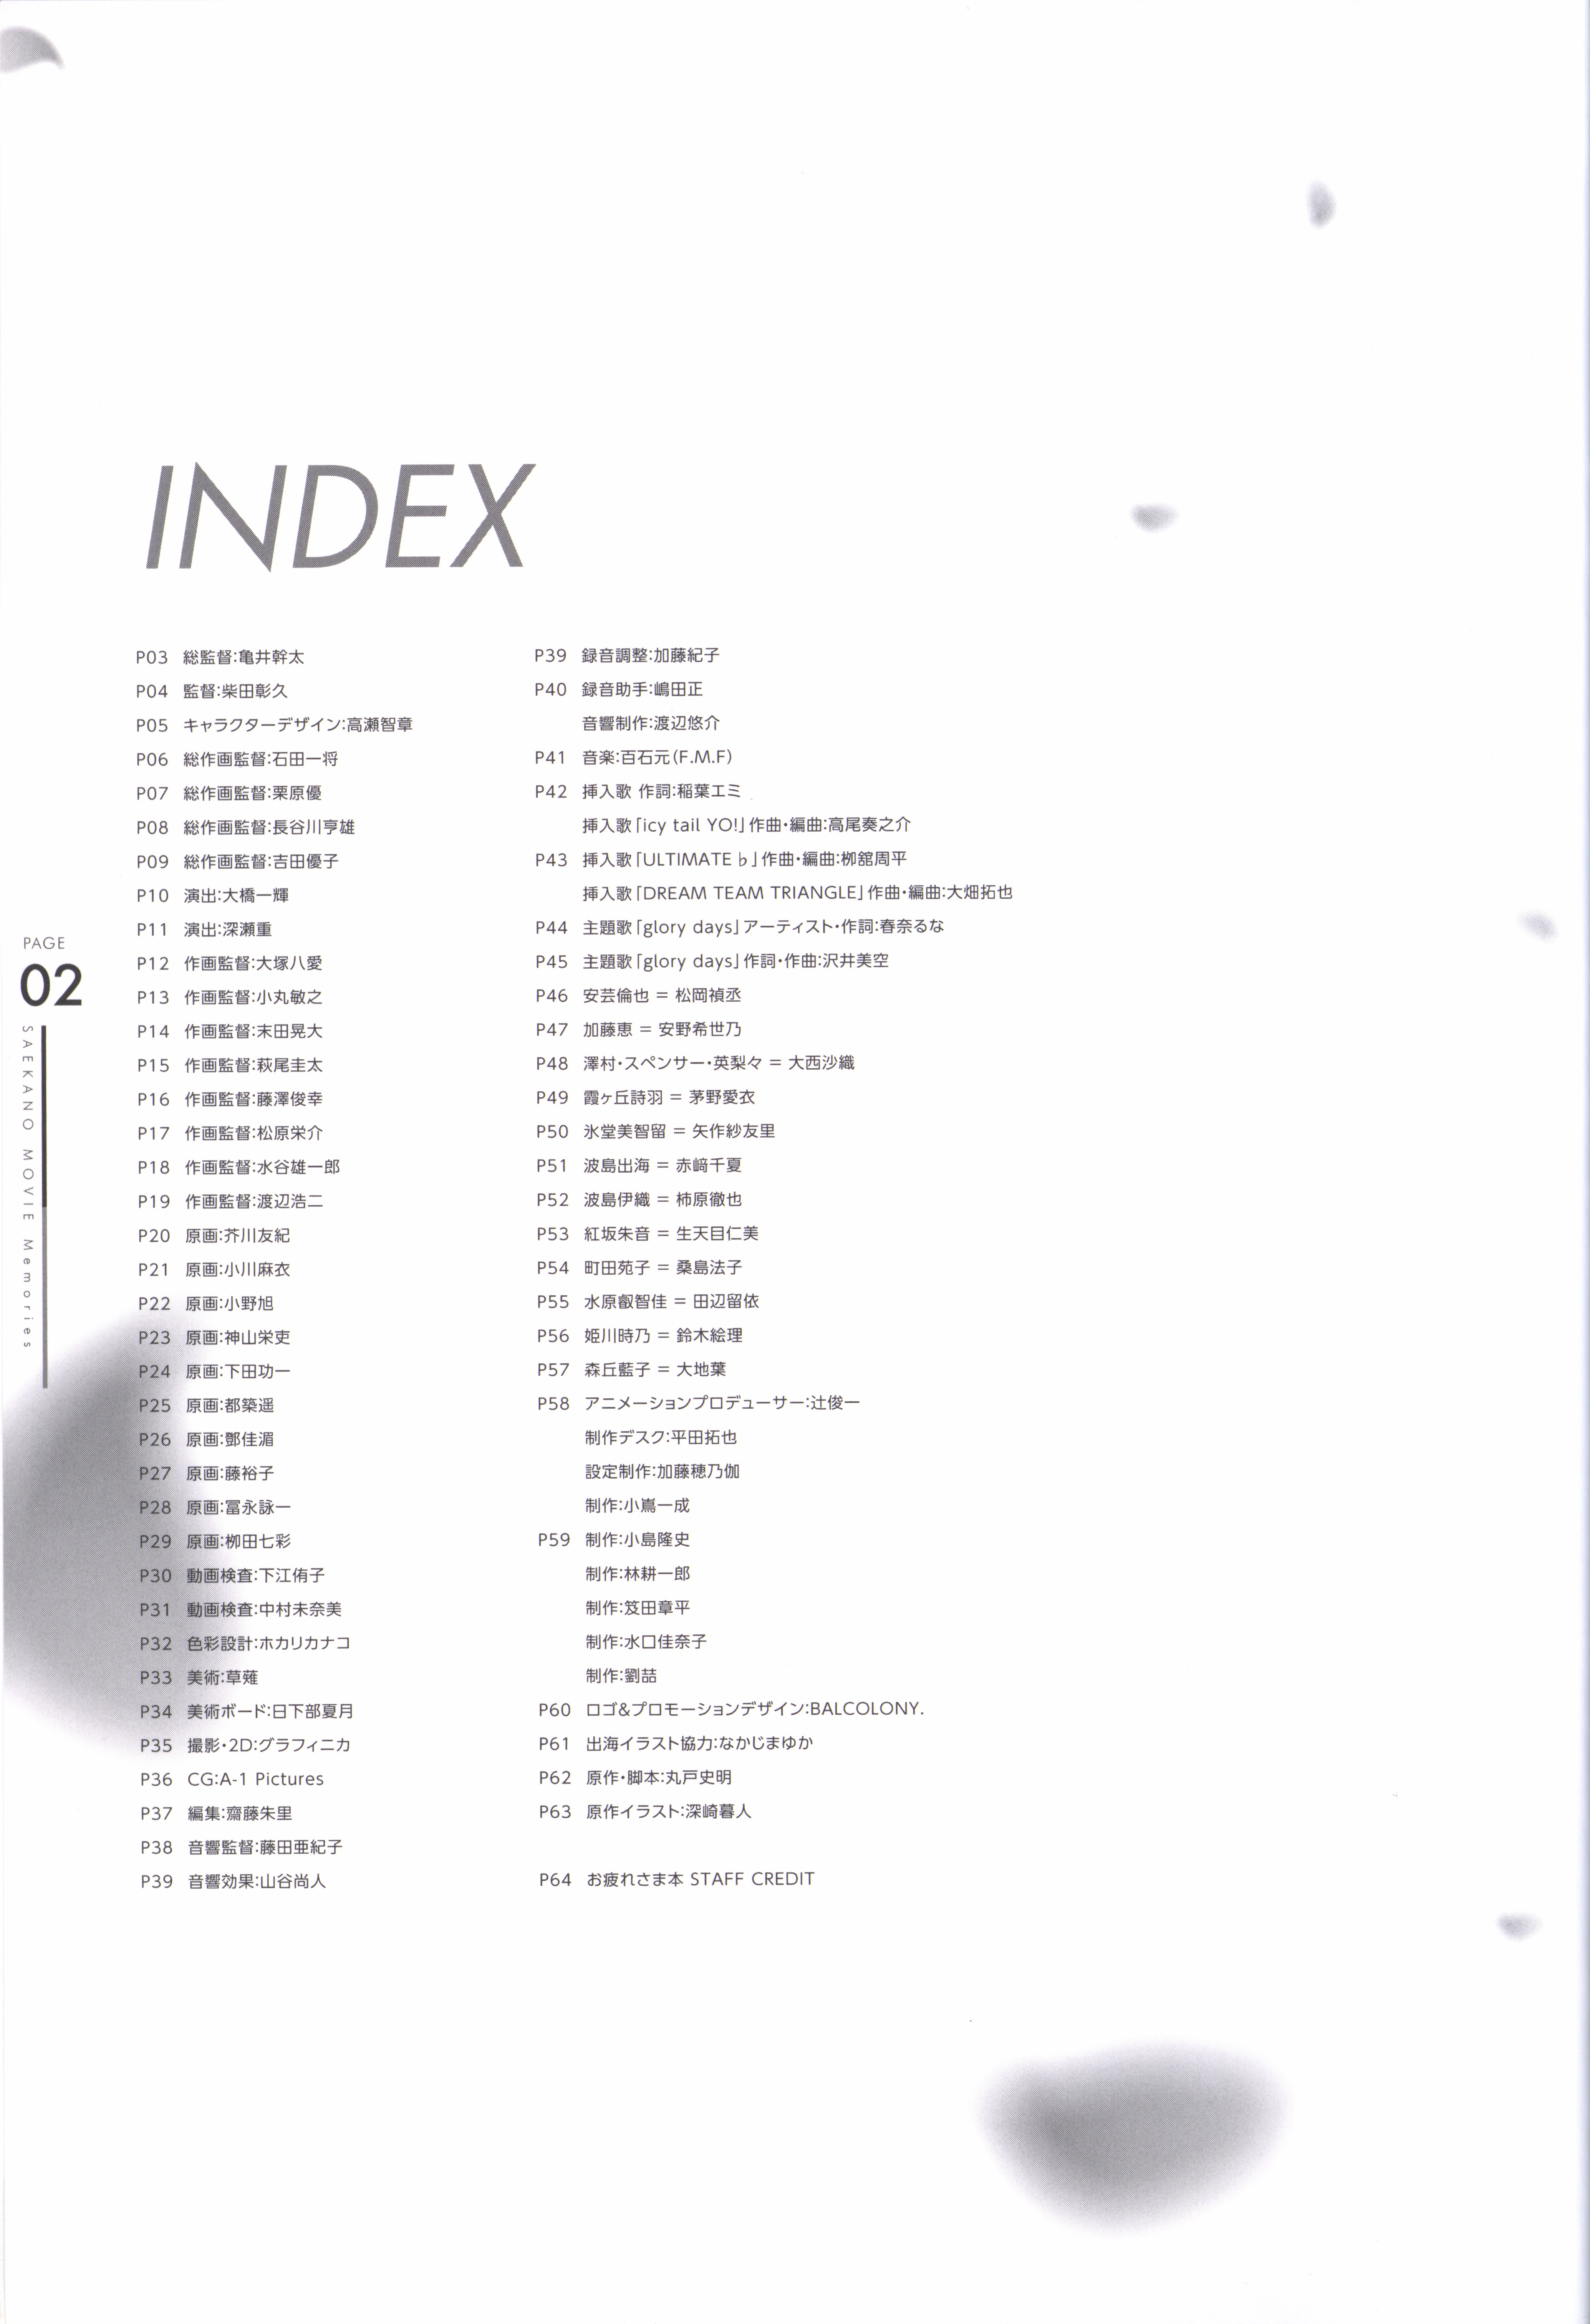 INDEX
P03 総監督:亀井幹太
P04 監督:柴田彰久
P05 キャラクターデザイン:高瀬智章
P06 総作画監督:石田一将
P07 総作画監督:栗原優
P08 総作画監督:長谷川亨雄
P09 総作画監督:吉田優子
P10 演出:大橋一輝
P11 演出:深瀬重
P12 作画監督:大塚八愛
P13 作画監督:小丸敏之
P14 作画監督:末田晃大
P15 作画監督:萩尾圭太
P16 作画監督:藤澤俊幸
P17 作画監督:松原栄介
P18 作画監督:水谷雄一郎
P19 作画監督:渡辺浩二
P20 原画:芥川友紀
P21 原画:小川麻衣
P22 原画:小野旭
P23 原画:神山栄吏
P24 原画:下田功一
P25 原画:都築遥
P26 原画:鄧佳湄
P27 原画:藤裕子
P28 原画:冨永詠一
P29 原画:栁田七彩
P30 動画検査:下江侑子
P31 動画検査:中村未奈美
P32 色彩設計:ホカリカナコ
P33 美術:草薙
P34 美術ボード:日下部夏月
P35 撮影・2D:グラフィニカ
P36 CG:A-1 Pictures
P37 編集:齋藤朱里
P38 音響監督:藤田亜紀子
P39 音響効果:山谷尚人
P39 録音調整:加藤紀子
P40 録音助手:嶋田正
音響制作:渡辺悠介
P41 音楽:百石元(F.M.F)
P42 挿入歌 作詞:稲葉エミ
挿入歌「icy tail YO!」作曲・編曲:高尾奏之介
P43 挿入歌「ULTIMATE♭」作曲・編曲:栁舘周平
挿入歌「DREAM TEAM TRIANGLE」作曲・編曲:大畑拓也
P44 主題歌「glory days」アーティスト・作詞:春奈るな
P45 主題歌「glory days」作詞・作曲:沢井美空
P46 安芸倫也 = 松岡禎丞
P47 加藤恵 = 安野希世乃
P48 澤村・スペンサー・英梨々 = 大西沙織
P49 霞ヶ丘詩羽 = 茅野愛衣
P50 氷堂美智留 = 矢作紗友里
P51 波島出海 = 赤﨑千夏
P52 波島伊織 = 柿原徹也
P53 紅坂朱音 = 生天目仁美
P54 町田苑子 = 桑島法子
P55 水原叡智佳 = 田辺留依
P56 姫川時乃 = 鈴木絵理
P57 森丘藍子 = 大地葉
P58 アニメーションプロデューサー:辻俊一
制作デスク:平田拓也
設定制作:加藤穂乃伽
制作:小嶌一成
P59 制作:小島隆史
制作:林耕一郎
制作:笈田章平
制作:水口佳奈子
制作:劉喆
P60 ロゴ&プロモーションデザイン:BALCOLONY.
P61 出海イラスト協力:なかじまゆか
P62 原作・脚本:丸戸史明
P63 原作イラスト:深崎暮人
P64 お疲れさま本 STAFF CREDIT
PAGE
02
SAEKANO MOVIE Memories